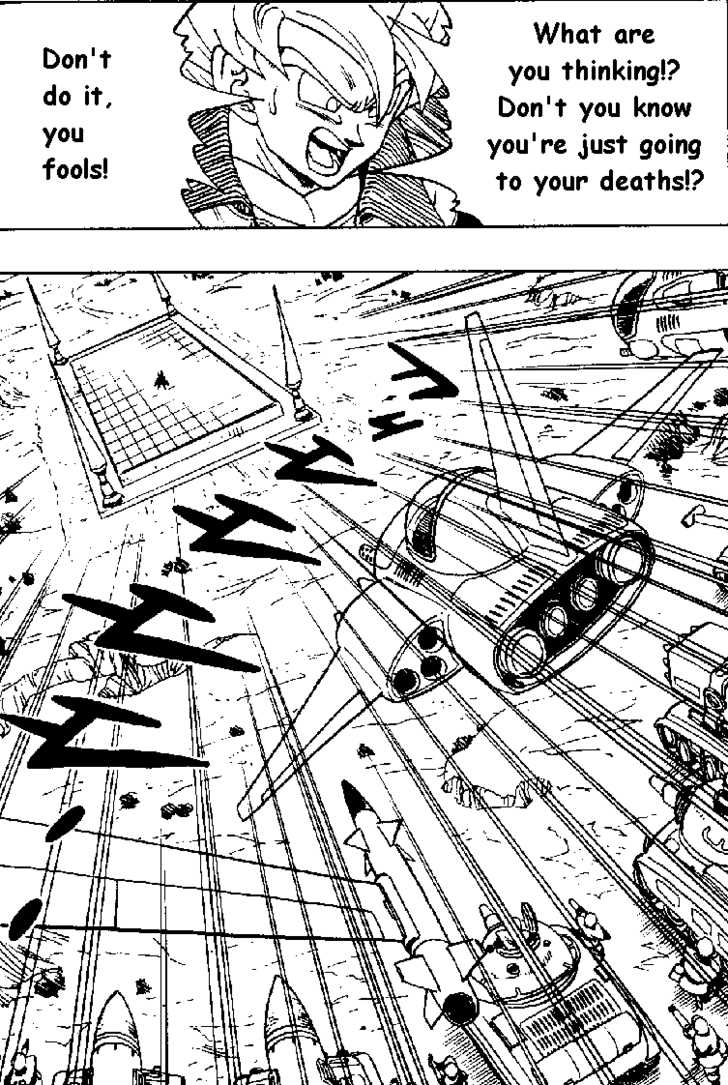 Don't
do it,
you
fools!
What are
you thinking!?
Don't you know
you're just going
to your deaths!?